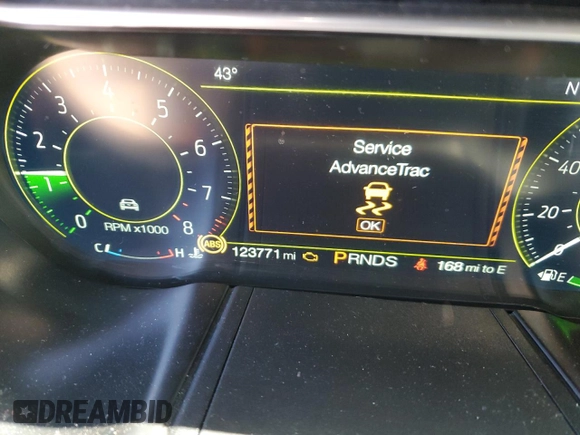 43°
N
0
1
2
3
4
5
6
7
8
RPM x1000
C
H
ABS
Service
AdvanceTrac
OK
123771 mi
PRNDS
168 mi to E
40
20
0
E
DREAMBID